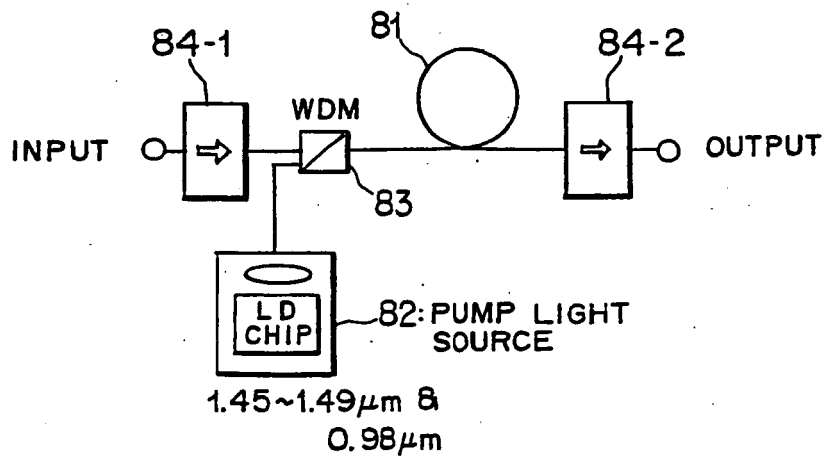 84-1
81
84-2
WDM
INPUT
OUTPUT
83
LD
CHIP
82: PUMP LIGHT
SOURCE
1.45~1.49μm &
0.98μm